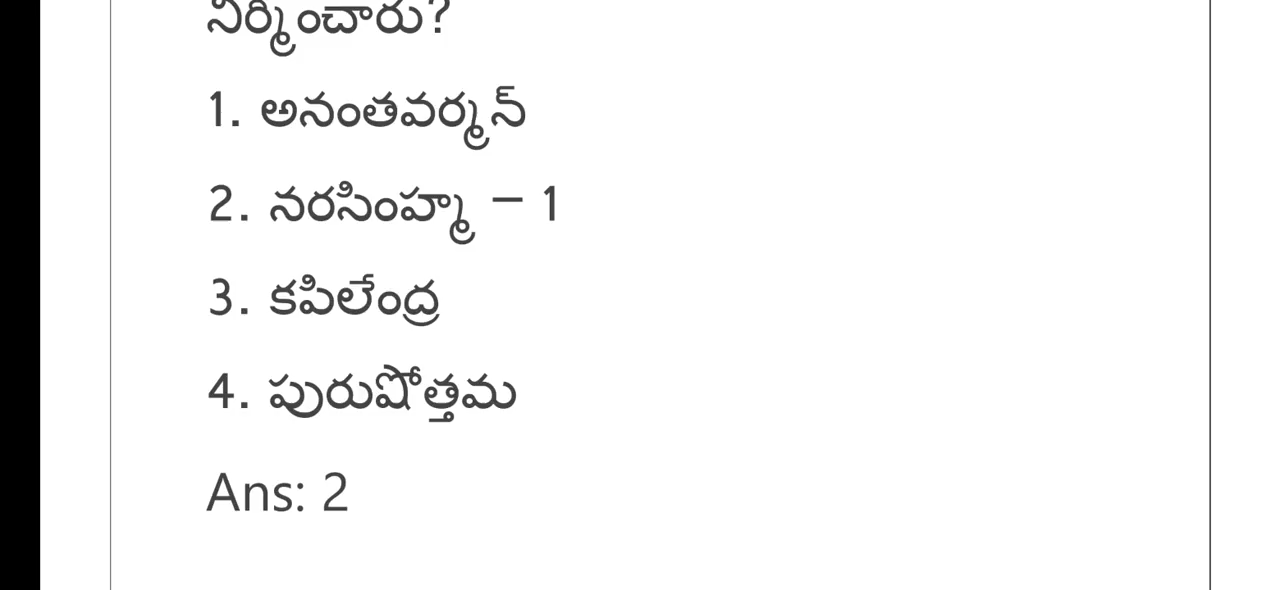 నిర్మించారు?
1. అనంతవర్మన్
2. నరసింహ్మ – 1
3. కపిలేంద్ర
4. పురుషోత్తమ
Ans: 2